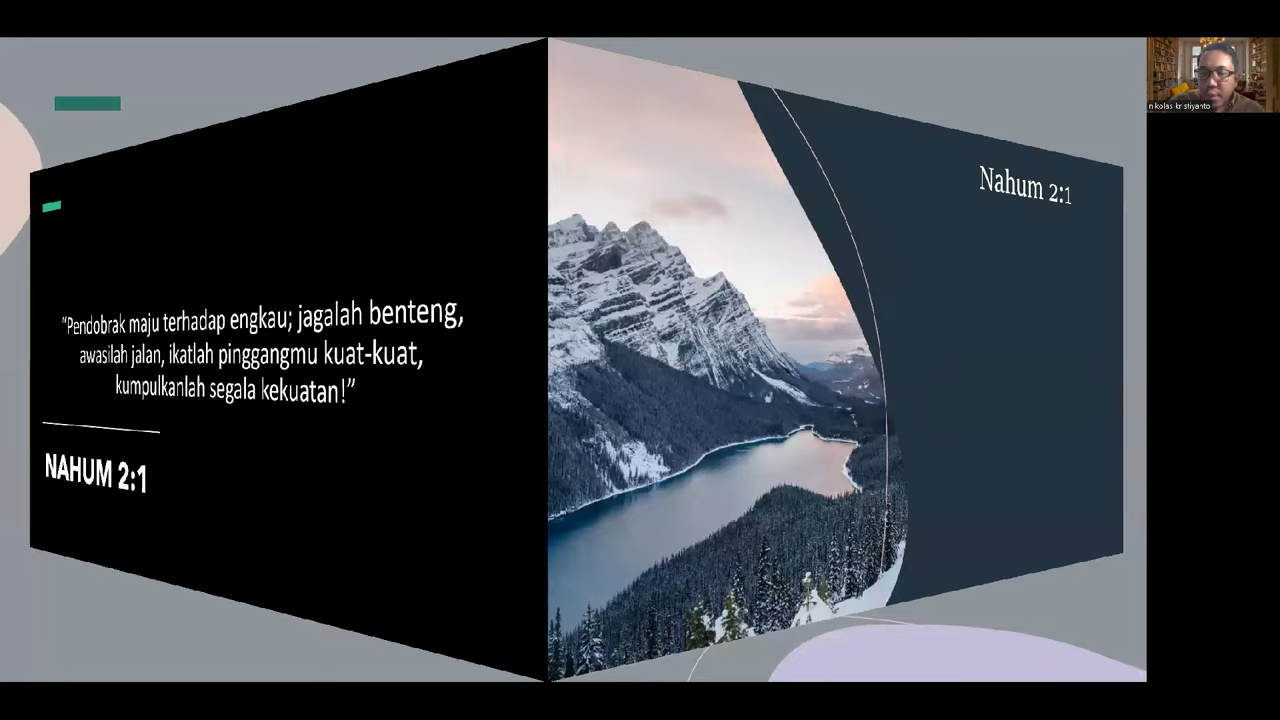 “Pendobrak maju terhadap engkau; jagalah benteng,
awasilah jalan, ikatlah pinggangmu kuat-kuat,
kumpulkanlah segala kekuatan!”
NAHUM 2:1
Nahum 2:1
nikolas kristiyanto